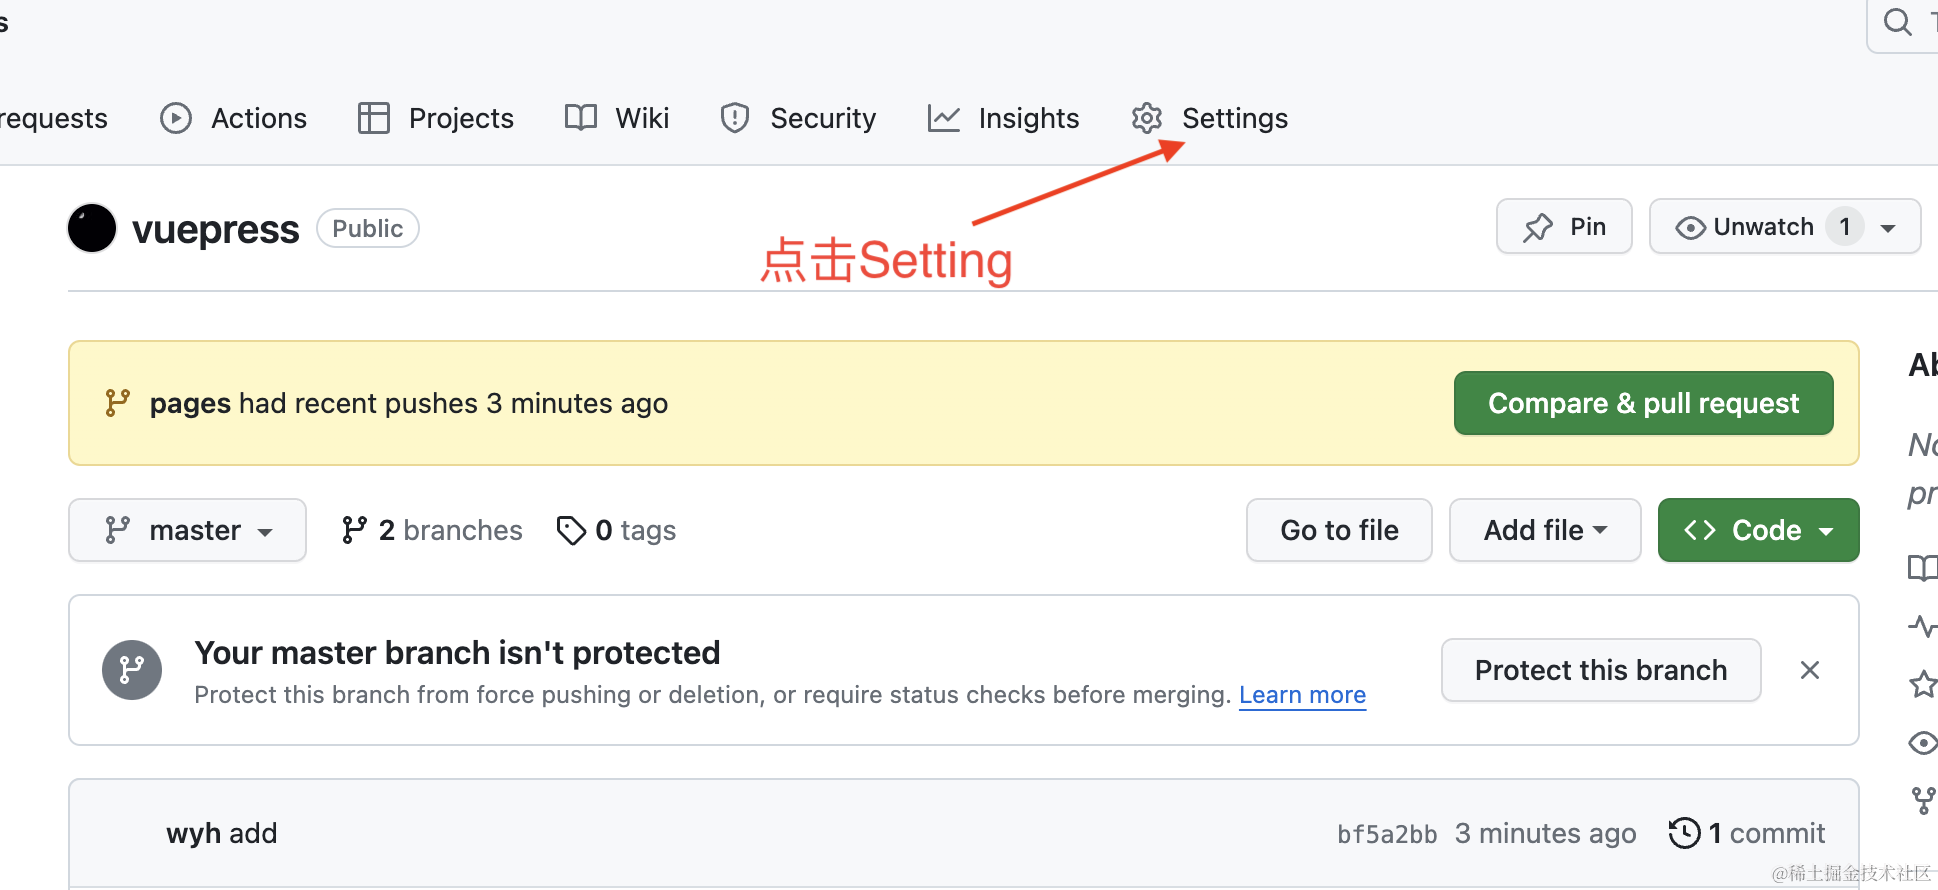 s
requests Actions Projects Wiki Security Insights Settings
vuepress Public Pin Unwatch 1
点击Setting
pages had recent pushes 3 minutes ago Compare & pull request
master 2 branches 0 tags Go to file Add file <> Code
Your master branch isn't protected
Protect this branch from force pushing or deletion, or require status checks before merging. Learn more
Protect this branch
wyh add bf5a2bb 3 minutes ago 1 commit
@稀土掘金技术社区